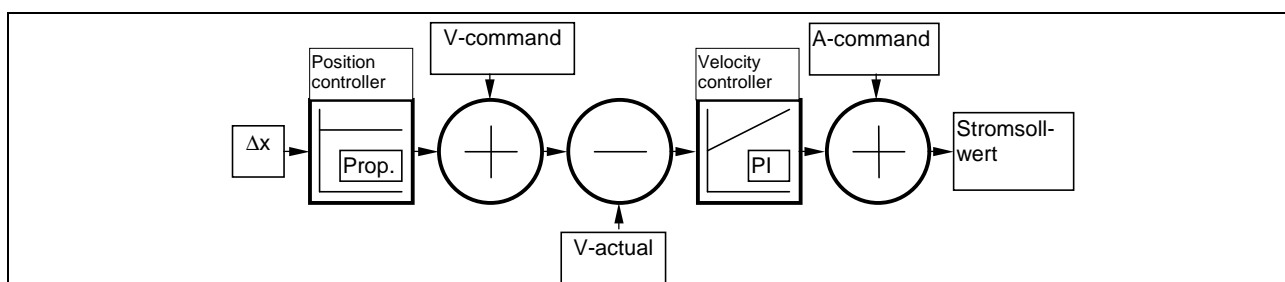 V-command
A-command
Position
controller
Velocity
controller
Δx
Prop.
PI
Stromsoll-
wert
V-actual